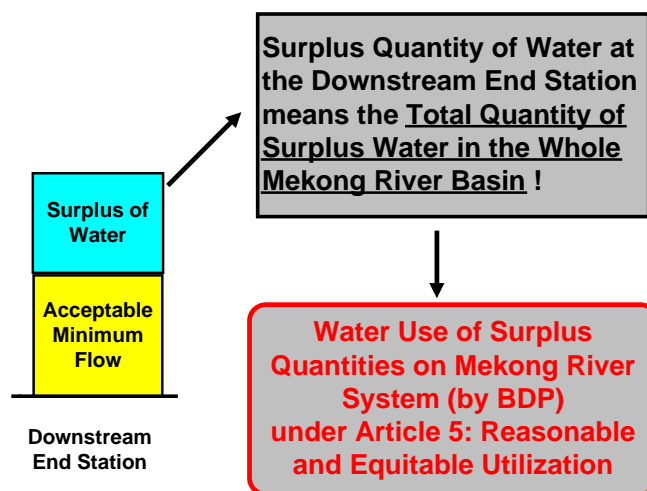 Surplus Quantity of Water at
the Downstream End Station
means the Total Quantity of
Surplus Water in the Whole
Mekong River Basin !
Surplus of
Water
Acceptable
Minimum
Flow
Downstream
End Station
Water Use of Surplus
Quantities on Mekong River
System (by BDP)
under Article 5: Reasonable
and Equitable Utilization